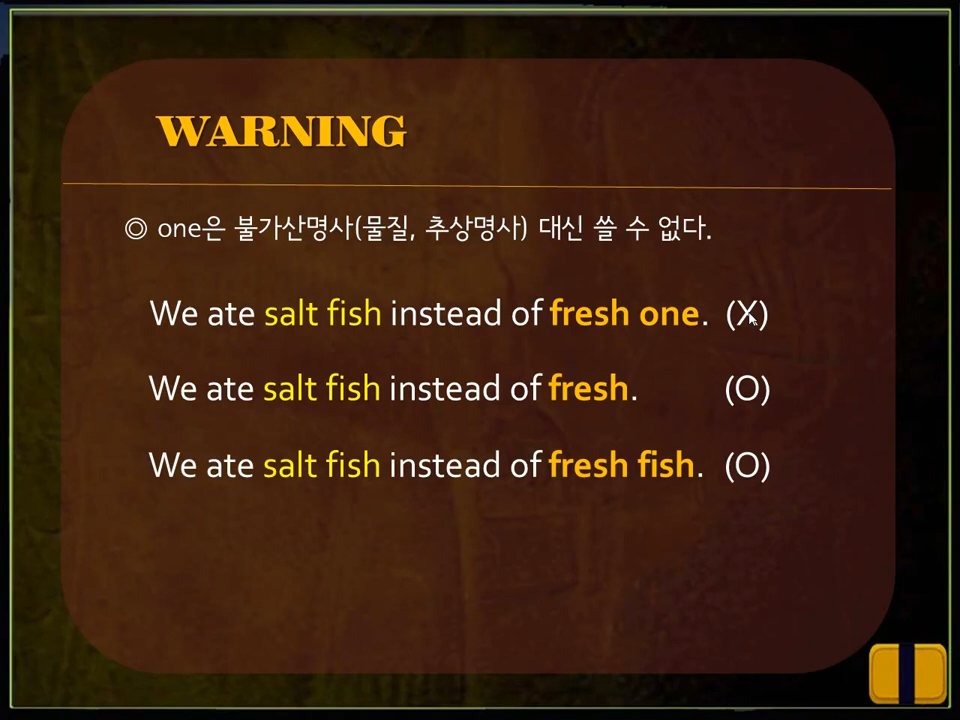 WARNING
◎ one은 불가산명사(물질, 추상명사) 대신 쓸 수 없다.
We ate salt fish instead of fresh one. (X)
We ate salt fish instead of fresh. (O)
We ate salt fish instead of fresh fish. (O)